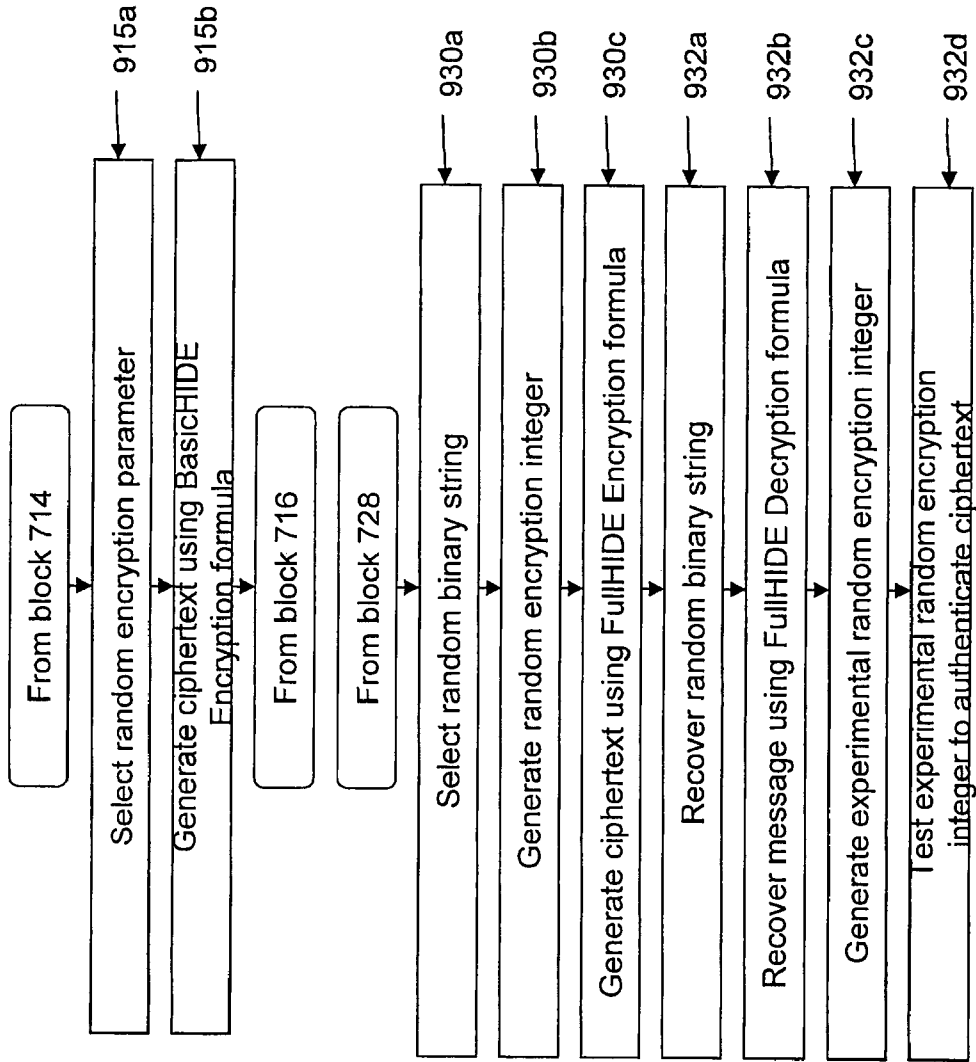 From block 714
Select random encryption parameter
915a
Generate ciphertext using BasicHIDE
Encryption formula
915b
From block 716
From block 728
Select random binary string
930a
Generate random encryption integer
930b
Generate ciphertext using FullHIDE Encryption formula
930c
Recover random binary string
932a
Recover message using FullHIDE Decryption formula
932b
Generate experimental random encryption integer
932c
Test experimental random encryption
integer to authenticate ciphertext
932d